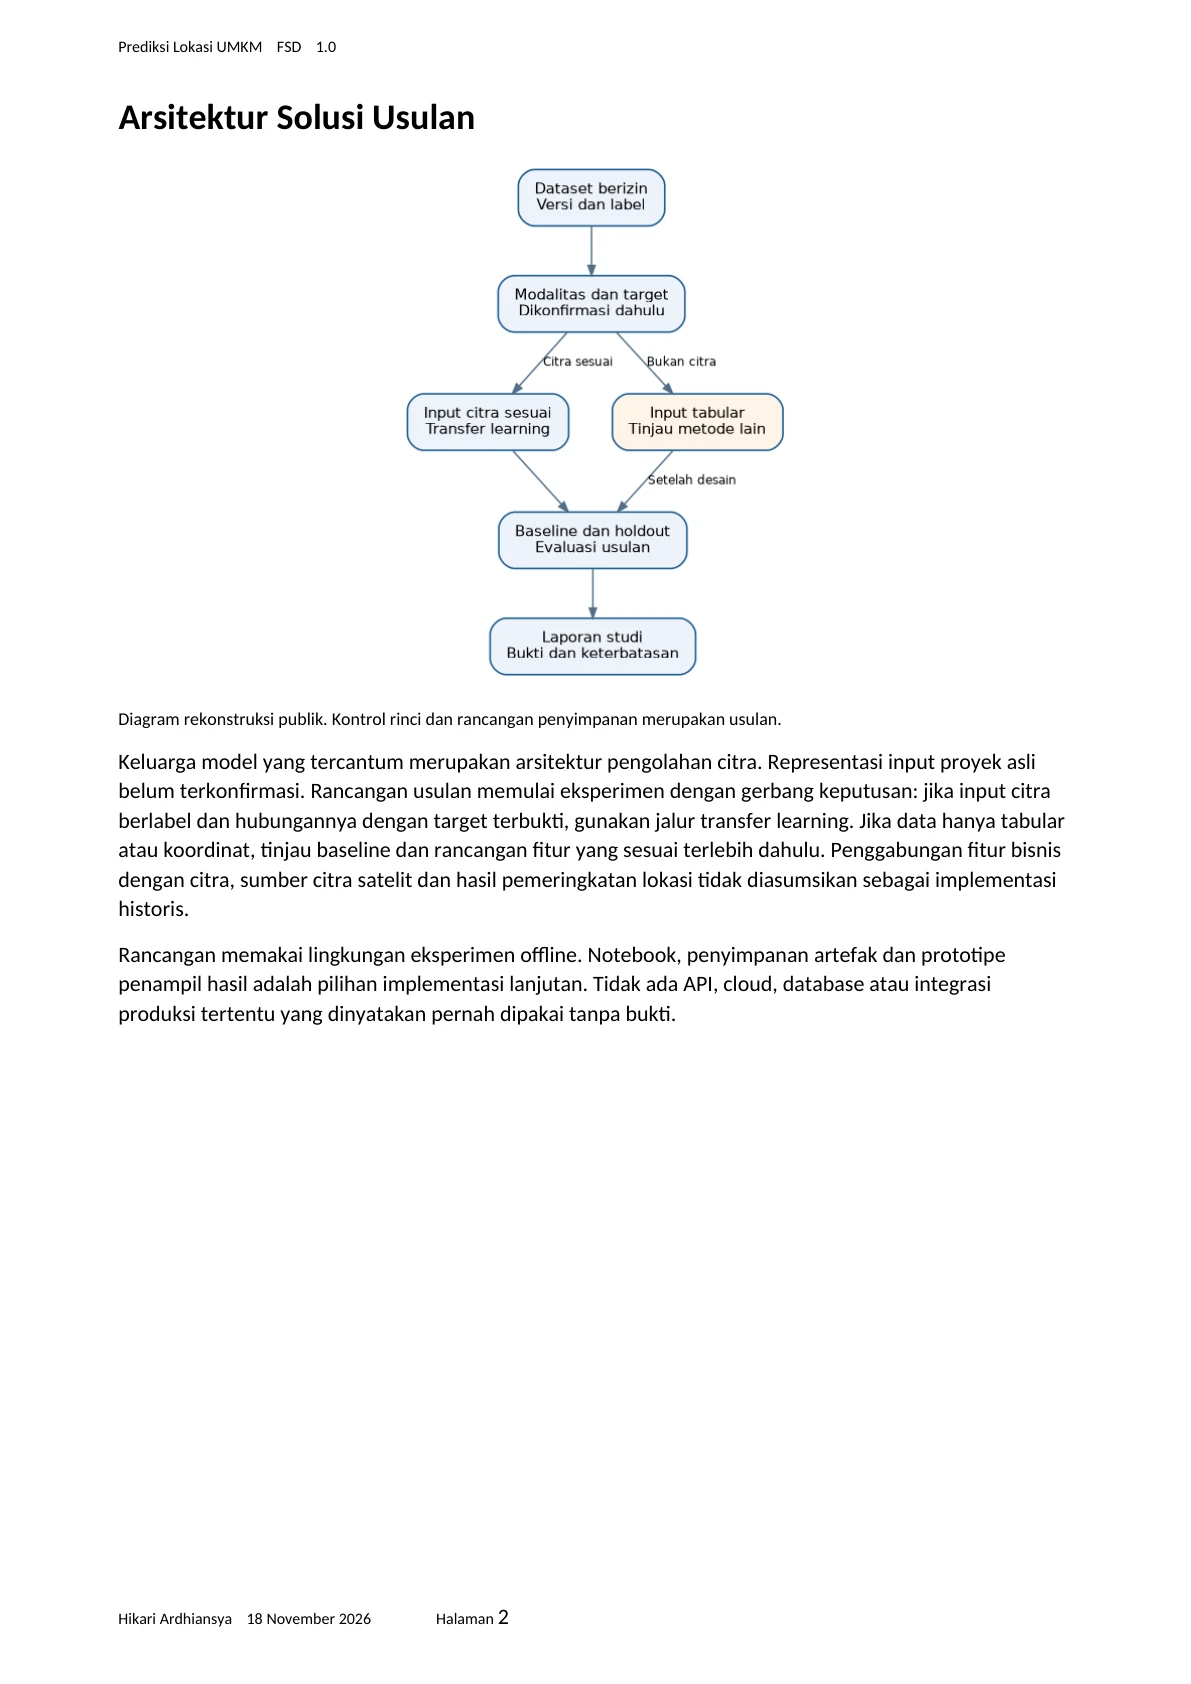 Prediksi Lokasi UMKM FSD 1.0
Arsitektur Solusi Usulan
Dataset berizin
Versi dan label
Modalitas dan target
Dikonfirmasi dahulu
Citra sesuai
Bukan citra
Input citra sesuai
Transfer learning
Input tabular
Tinjau metode lain
Setelah desain
Baseline dan holdout
Evaluasi usulan
Laporan studi
Bukti dan keterbatasan
Diagram rekonstruksi publik. Kontrol rinci dan rancangan penyimpanan merupakan usulan.
Keluarga model yang tercantum merupakan arsitektur pengolahan citra. Representasi input proyek asli
belum terkonfirmasi. Rancangan usulan memulai eksperimen dengan gerbang keputusan: jika input citra
berlabel dan hubungannya dengan target terbukti, gunakan jalur transfer learning. Jika data hanya tabular
atau koordinat, tinjau baseline dan rancangan fitur yang sesuai terlebih dahulu. Penggabungan fitur bisnis
dengan citra, sumber citra satelit dan hasil pemeringkatan lokasi tidak diasumsikan sebagai implementasi
historis.
Rancangan memakai lingkungan eksperimen offline. Notebook, penyimpanan artefak dan prototipe
penampil hasil adalah pilihan implementasi lanjutan. Tidak ada API, cloud, database atau integrasi
produksi tertentu yang dinyatakan pernah dipakai tanpa bukti.
Hikari Ardhiansya 18 November 2026 Halaman 2